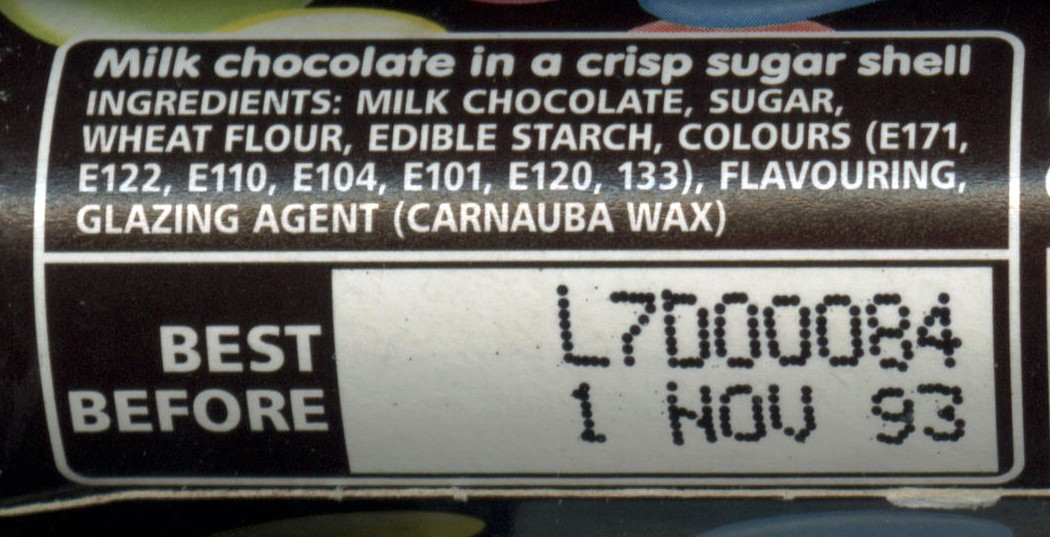 Milk chocolate in a crisp sugar shell
INGREDIENTS: MILK CHOCOLATE, SUGAR,
WHEAT FLOUR, EDIBLE STARCH, COLOURS (E171,
E122, E110, E104, E101, E120, 133), FLAVOURING,
GLAZING AGENT (CARNAUBA WAX)
BEST
BEFORE
L7D00084
1 NOV 93